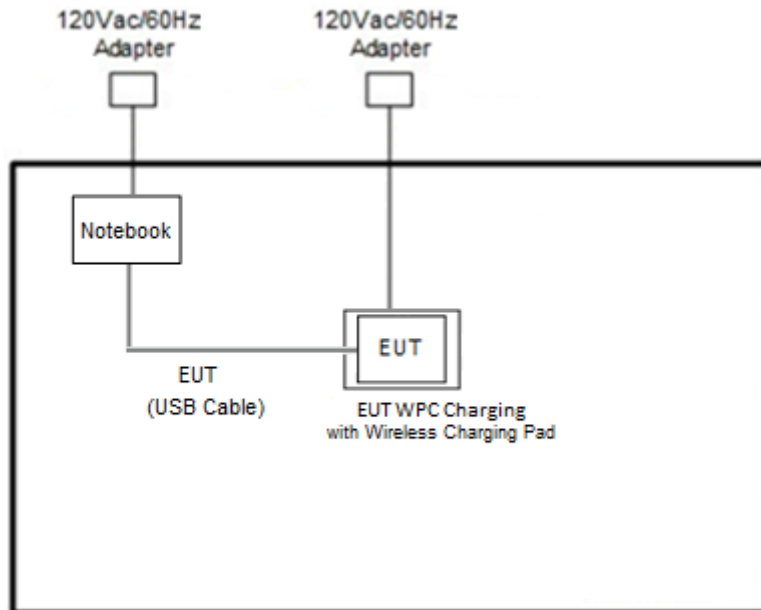 120Vac/60Hz
Adapter
120Vac/60Hz
Adapter
Notebook
EUT
EUT
(USB Cable)
EUT WPC Charging
with Wireless Charging Pad